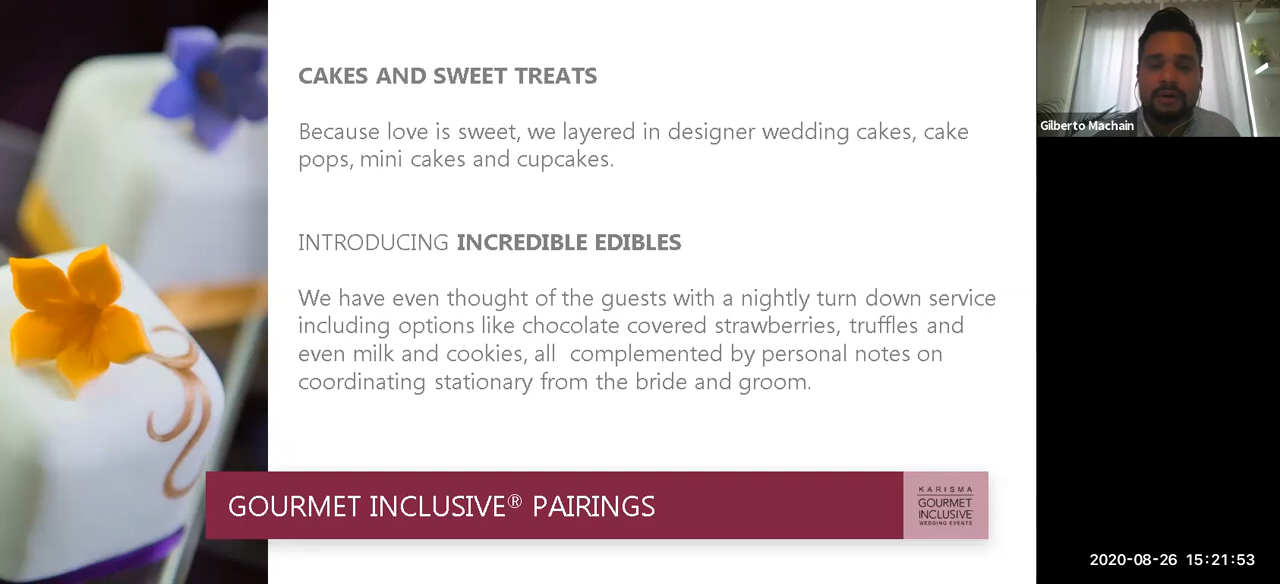 CAKES AND SWEET TREATS
Because love is sweet, we layered in designer wedding cakes, cake
pops, mini cakes and cupcakes.
INTRODUCING INCREDIBLE EDIBLES
We have even thought of the guests with a nightly turn down service
including options like chocolate covered strawberries, truffles and
even milk and cookies, all complemented by personal notes on
coordinating stationary from the bride and groom.
GOURMET INCLUSIVE® PAIRINGS
KARISMA
GOURMET
INCLUSIVE
WEDDING EVENTS
Gilberto Machain
2020-08-26 15:21:53